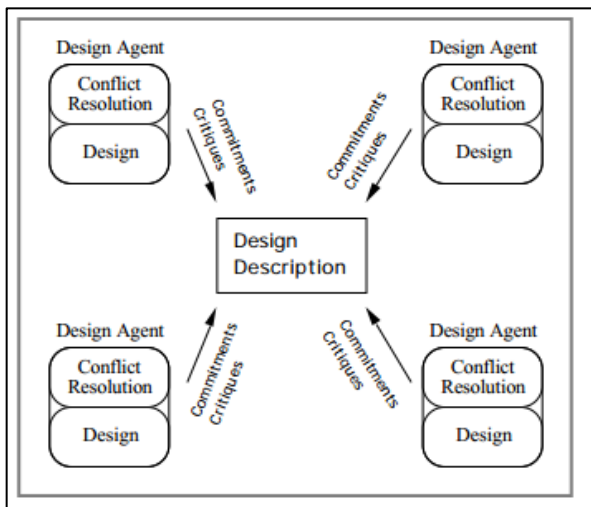 Design Agent
Conflict
Resolution
Design
Commitments
Critiques
Design Agent
Conflict
Resolution
Design
Commitments
Critiques
Design
Description
Design Agent
Conflict
Resolution
Design
Commitments
Critiques
Design Agent
Conflict
Resolution
Design
Commitments
Critiques